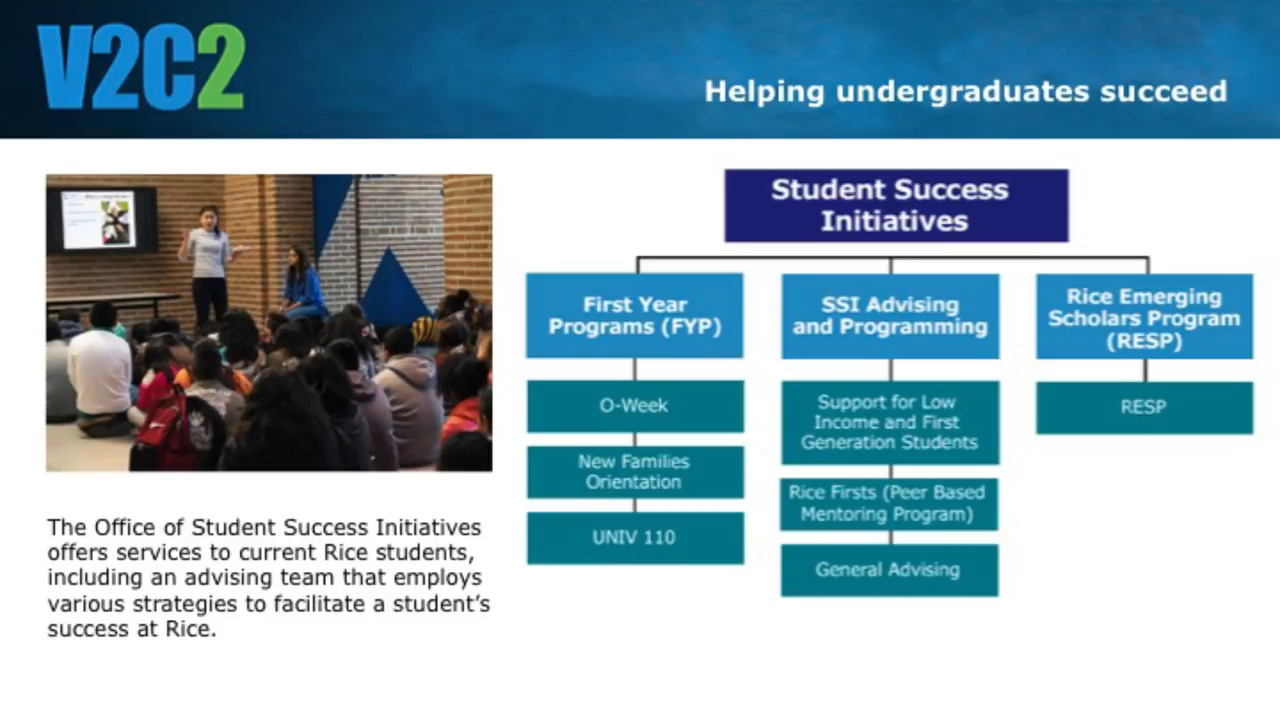 V2C2
Helping undergraduates succeed
Student Success
Initiatives
First Year
Programs (FYP)
O-Week
New Families
Orientation
UNIV 110
SSI Advising
and Programming
Support for Low
Income and First
Generation Students
Rice Firsts (Peer Based
Mentoring Program)
General Advising
Rice Emerging
Scholars Program
(RESP)
RESP
The Office of Student Success Initiatives
offers services to current Rice students,
including an advising team that employs
various strategies to facilitate a student’s
success at Rice.